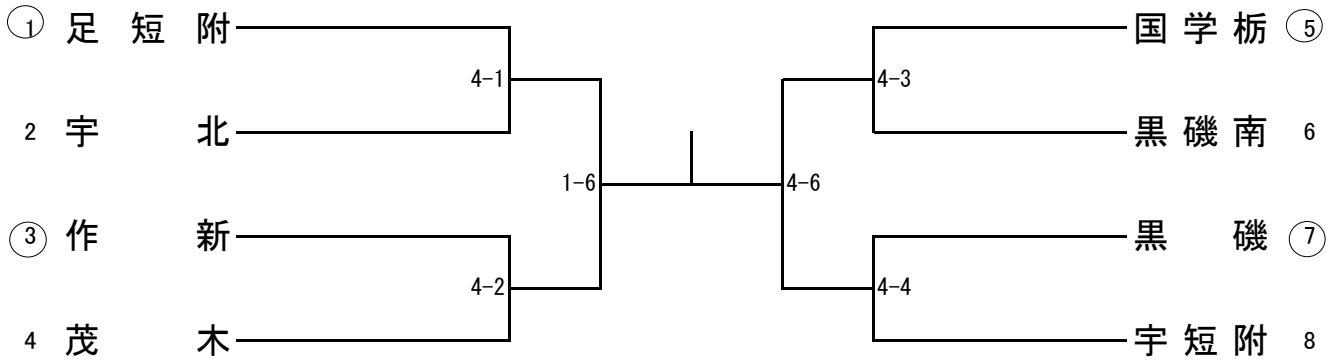 ① 足短附 国学栃 ⑤
4-1 4-3
2 宇北 黒磯南 6
1-6 4-6
③ 作新 黒磯 ⑦
4-2 4-4
4 茂木 宇短附 8